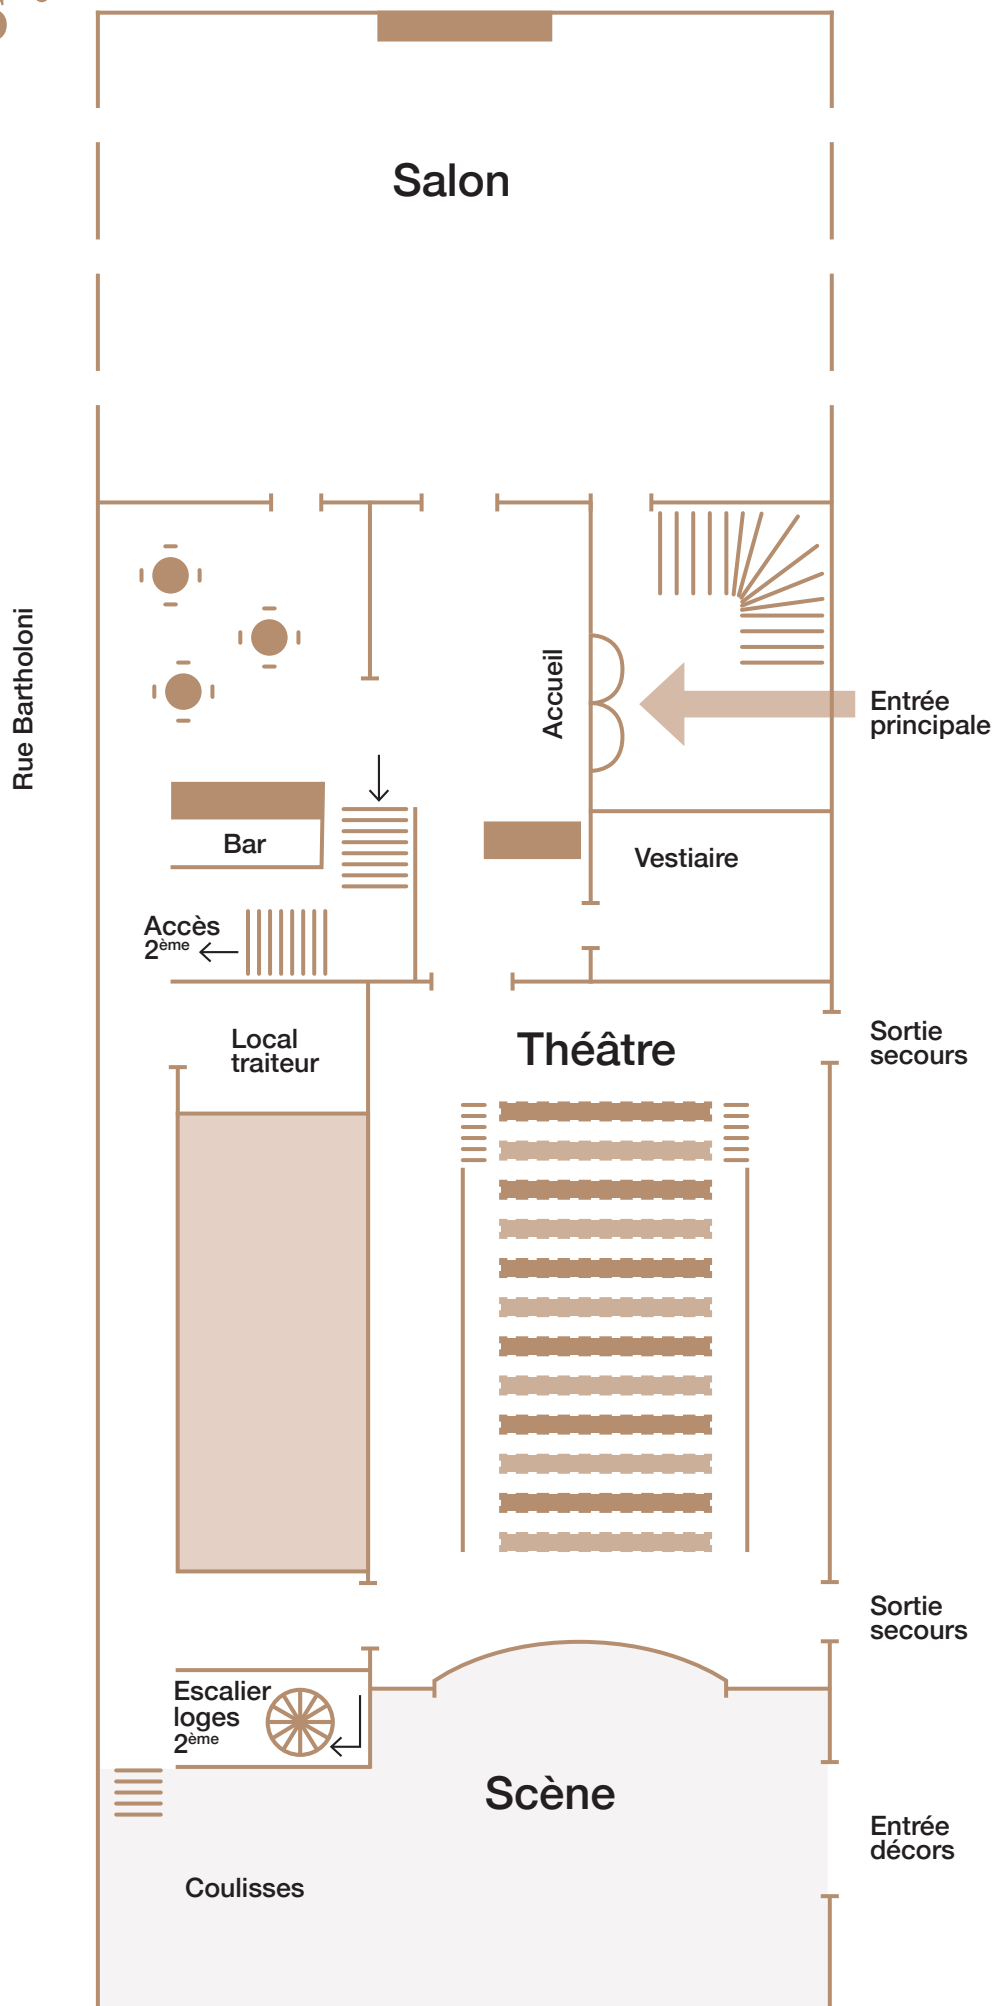 Salon
Rue Bartholoni
Accueil
Entrée
principale
Bar
Vestiaire
Accès
2ème
Local
traiteur
Théâtre
Sortie
secours
Sortie
secours
Escalier
loges
2ème
Scène
Entrée
décors
Coulisses